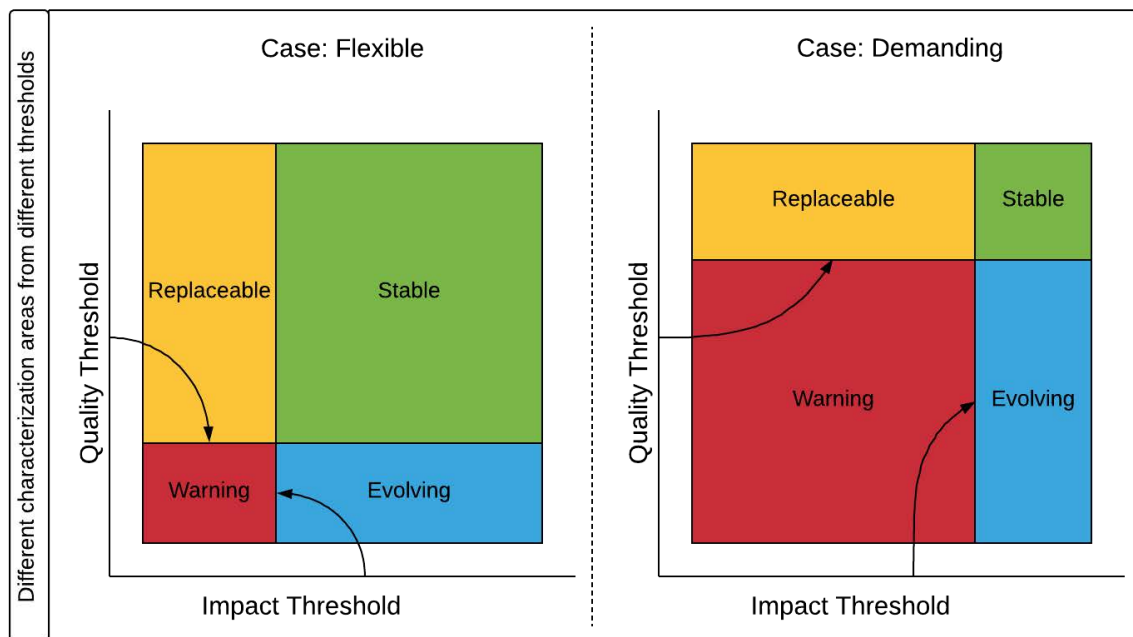 Different characterization areas from different thresholds
Case: Flexible
Quality Threshold
Replaceable
Stable
Warning
Evolving
Impact Threshold
Case: Demanding
Quality Threshold
Replaceable
Stable
Warning
Evolving
Impact Threshold